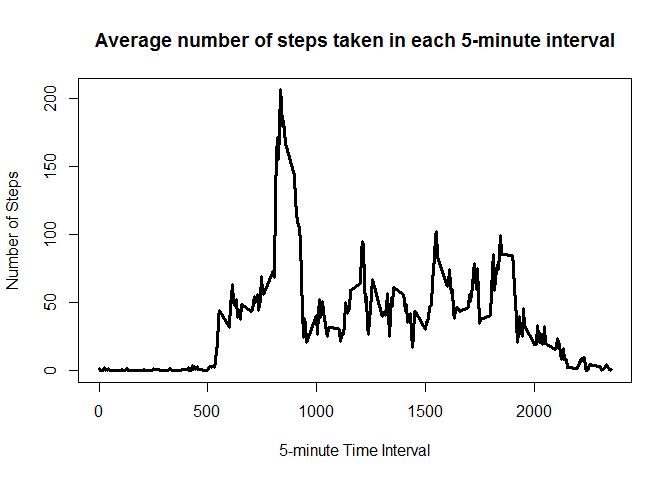 Average number of steps taken in each 5-minute interval
Number of Steps
200
150
100
50
0
0 500 1000 1500 2000
5-minute Time Interval